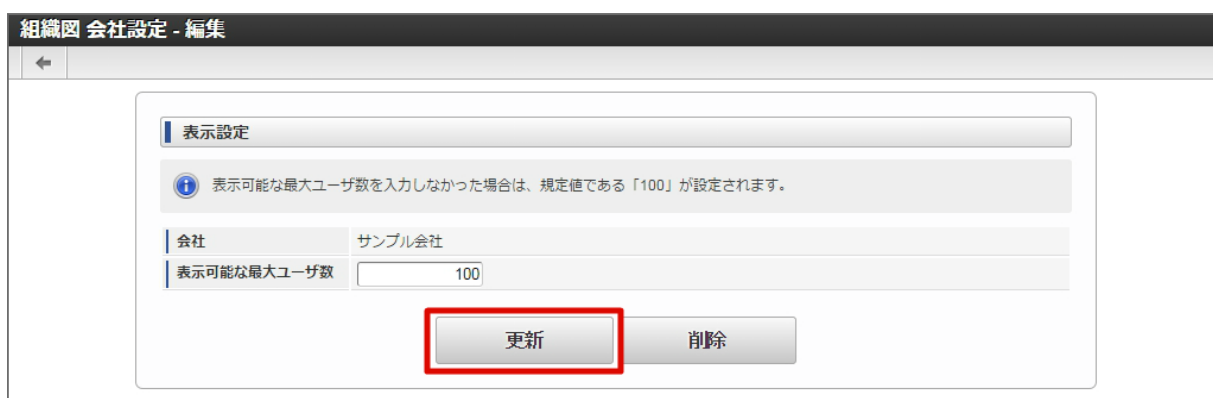 組織図 会社設定 - 編集
表示設定
表示可能な最大ユーザ数を入力しなかった場合は、規定値である「100」が設定されます。
会社 サンプル会社
表示可能な最大ユーザ数 100
更新 削除